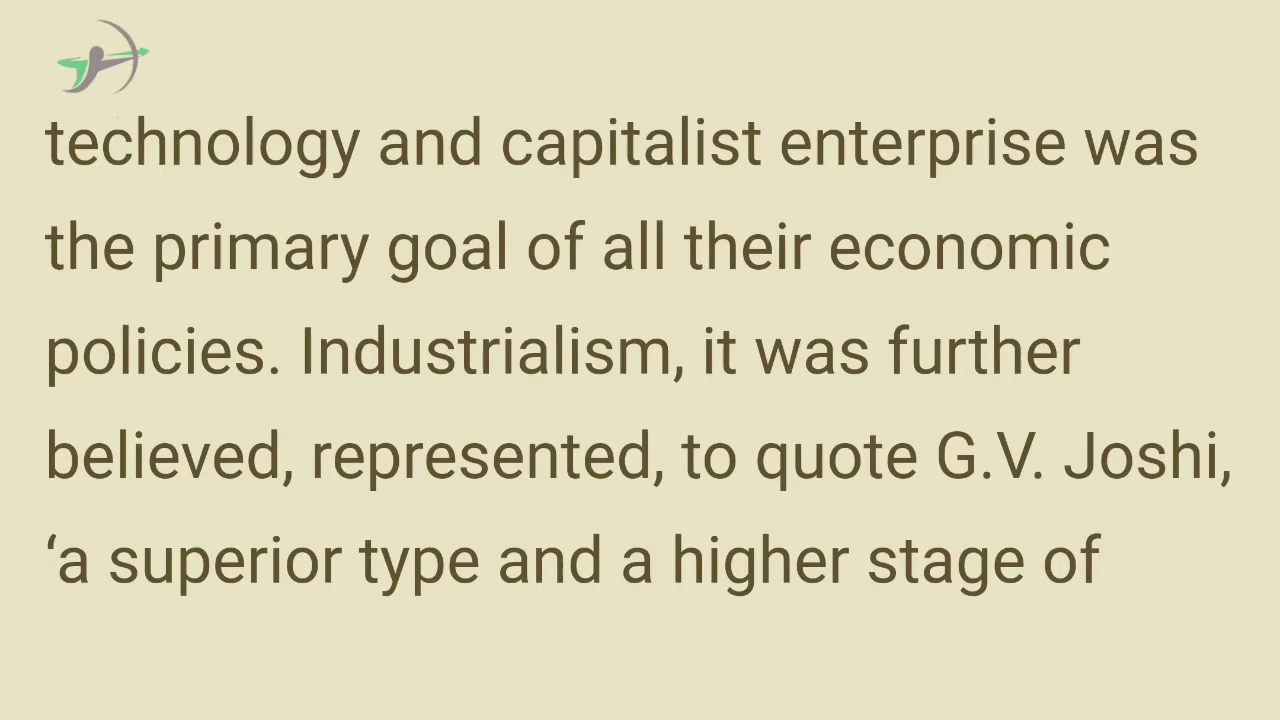 technology and capitalist enterprise was
the primary goal of all their economic
policies. Industrialism, it was further
believed, represented, to quote G.V. Joshi,
‘a superior type and a higher stage of